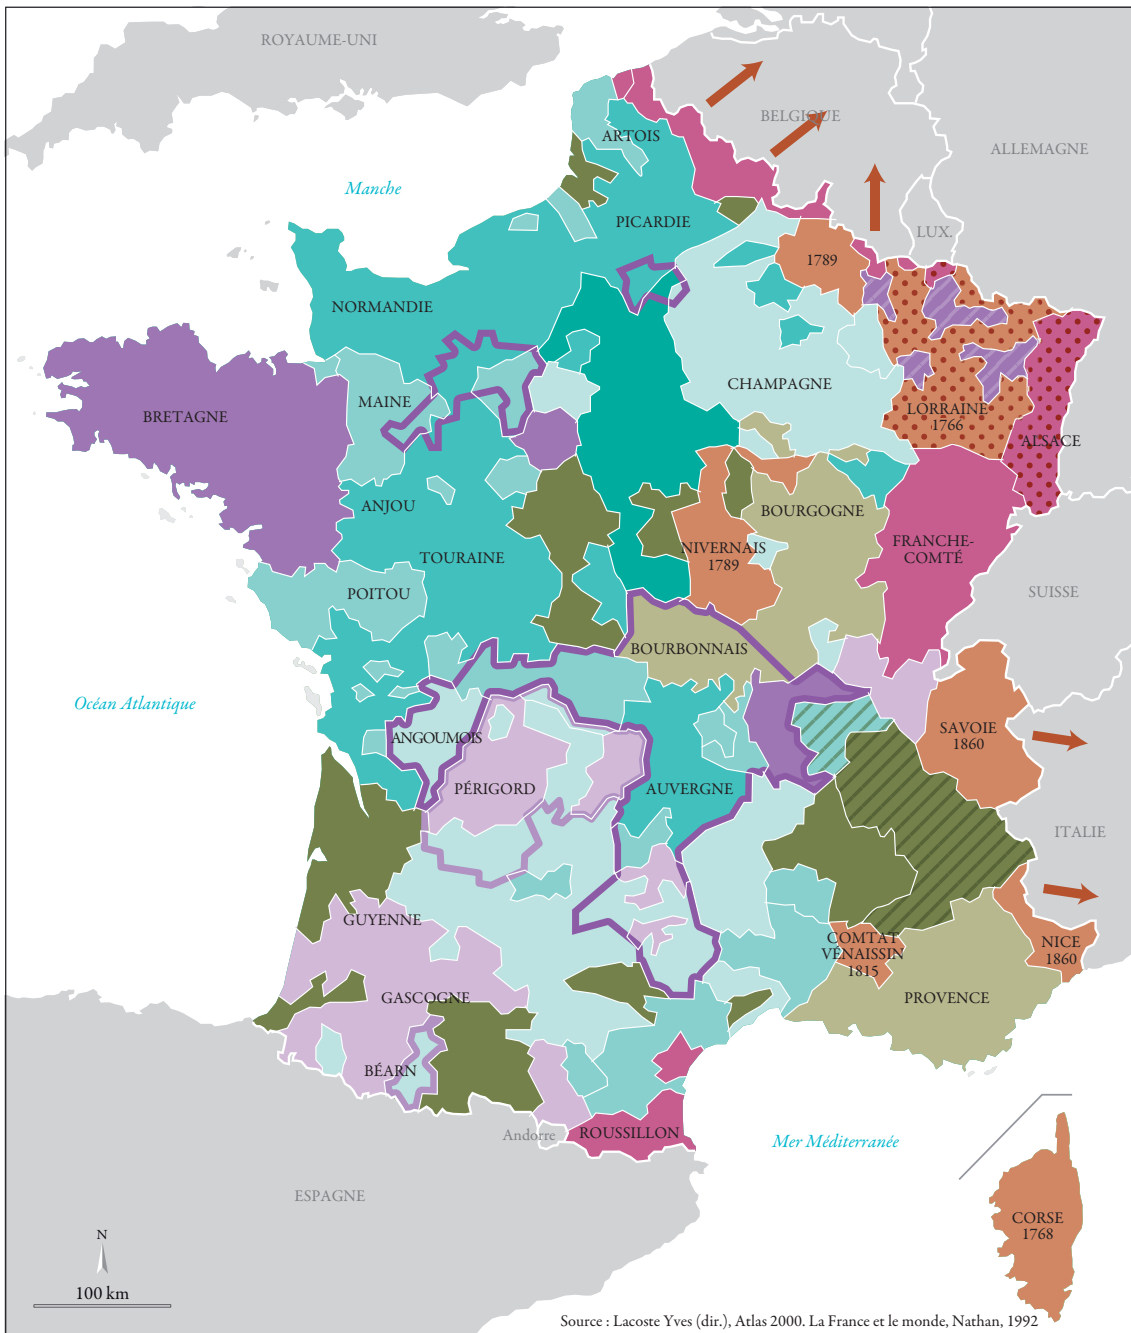 ROYAUME-UNI
BELGIQUE
ARTOIS
ALLEMAGNE
Manche
PICARDIE
LUX.
1789
NORMANDIE
CHAMPAGNE
MAINE
LORRAINE
1766
BRETAGNE
ALSACE
ANJOU
BOURGOGNE
FRANCHE-
COMTÉ
NIVERNAIS
1789
TOURAINE
SUISSE
POITOU
BOURBONNAIS
Océan Atlantique
SAVOIE
1860
ANGOUMOIS
PÉRIGORD
AUVERGNE
ITALIE
GUYENNE
COMTAT
VÉNAISSIN
1815
NICE
1860
GASCOGNE
PROVENCE
BÉARN
Andorre
ROUSSILLON
Mer Méditerranée
ESPAGNE
CORSE
1768
N
100 km
Source : Lacoste Yves (dir.), Atlas 2000. La France et le monde, Nathan, 1992